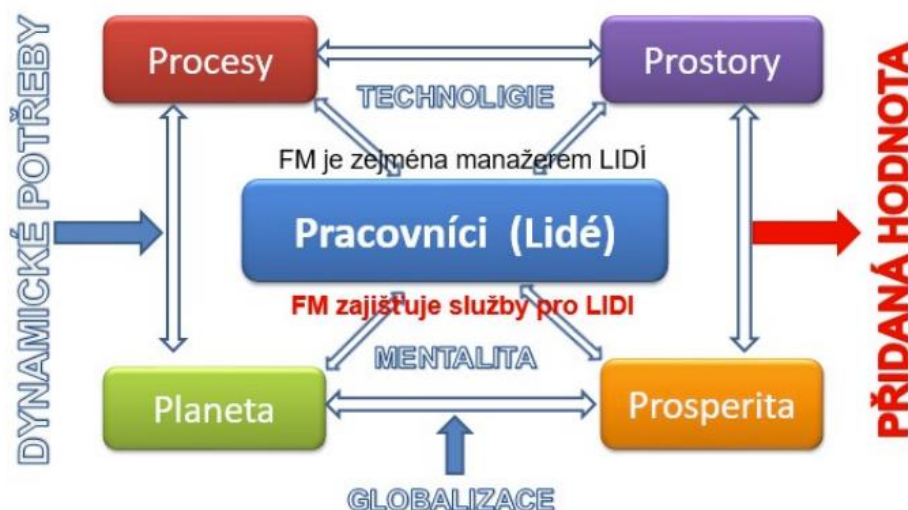 Procesy
Prostory
TECHNOLIGIE
FM je zejména manažerem LIDÍ
Pracovníci (Lidé)
FM zajišťuje služby pro LIDI
MENTALITA
Planeta
Prosperita
GLOBALIZACE
DYNAMICKÉ POTŘEBY
PŘIDANÁ HODNOTA